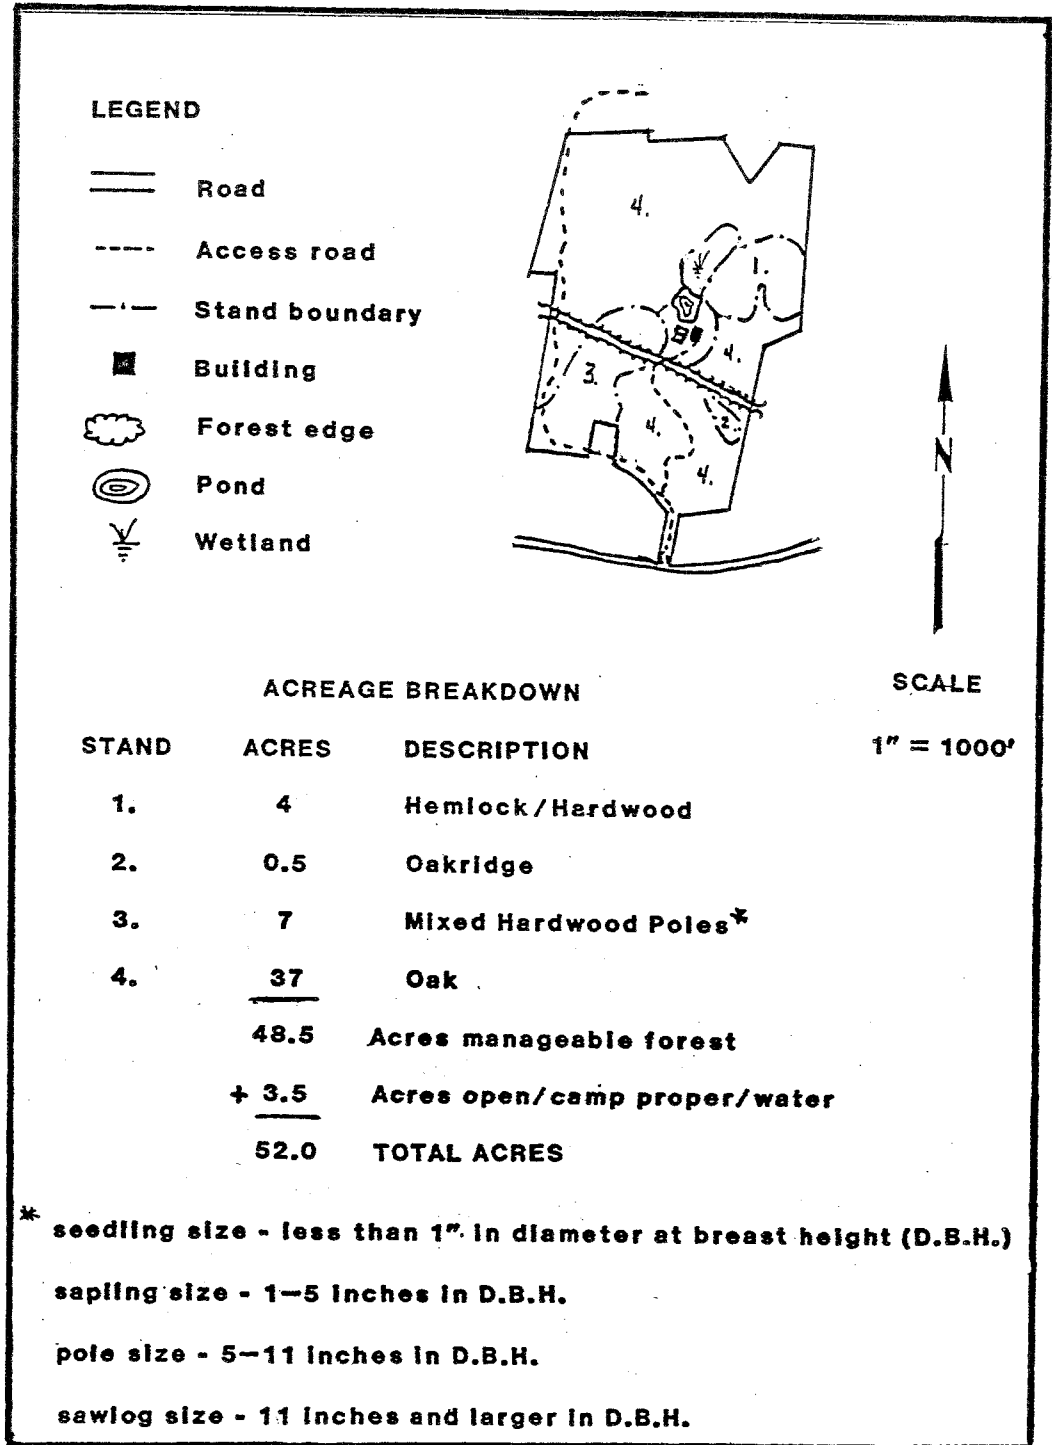 LEGEND
Road
Access road
Stand boundary
Building
Forest edge
Pond
Wetland
4.
1.
4.
3.
4.
2.
4.
N
SCALE
1" = 1000'
ACREAGE BREAKDOWN
STAND ACRES DESCRIPTION
1. 4 Hemlock/Hardwood
2. 0.5 Oakridge
3. 7 Mixed Hardwood Poles*
4. 37 Oak
48.5 Acres manageable forest
+ 3.5 Acres open/camp proper/water
52.0 TOTAL ACRES
* seedling size - less than 1" in diameter at breast height (D.B.H.)
sapling size - 1-5 inches in D.B.H.
pole size - 5-11 inches in D.B.H.
sawlog size - 11 inches and larger in D.B.H.